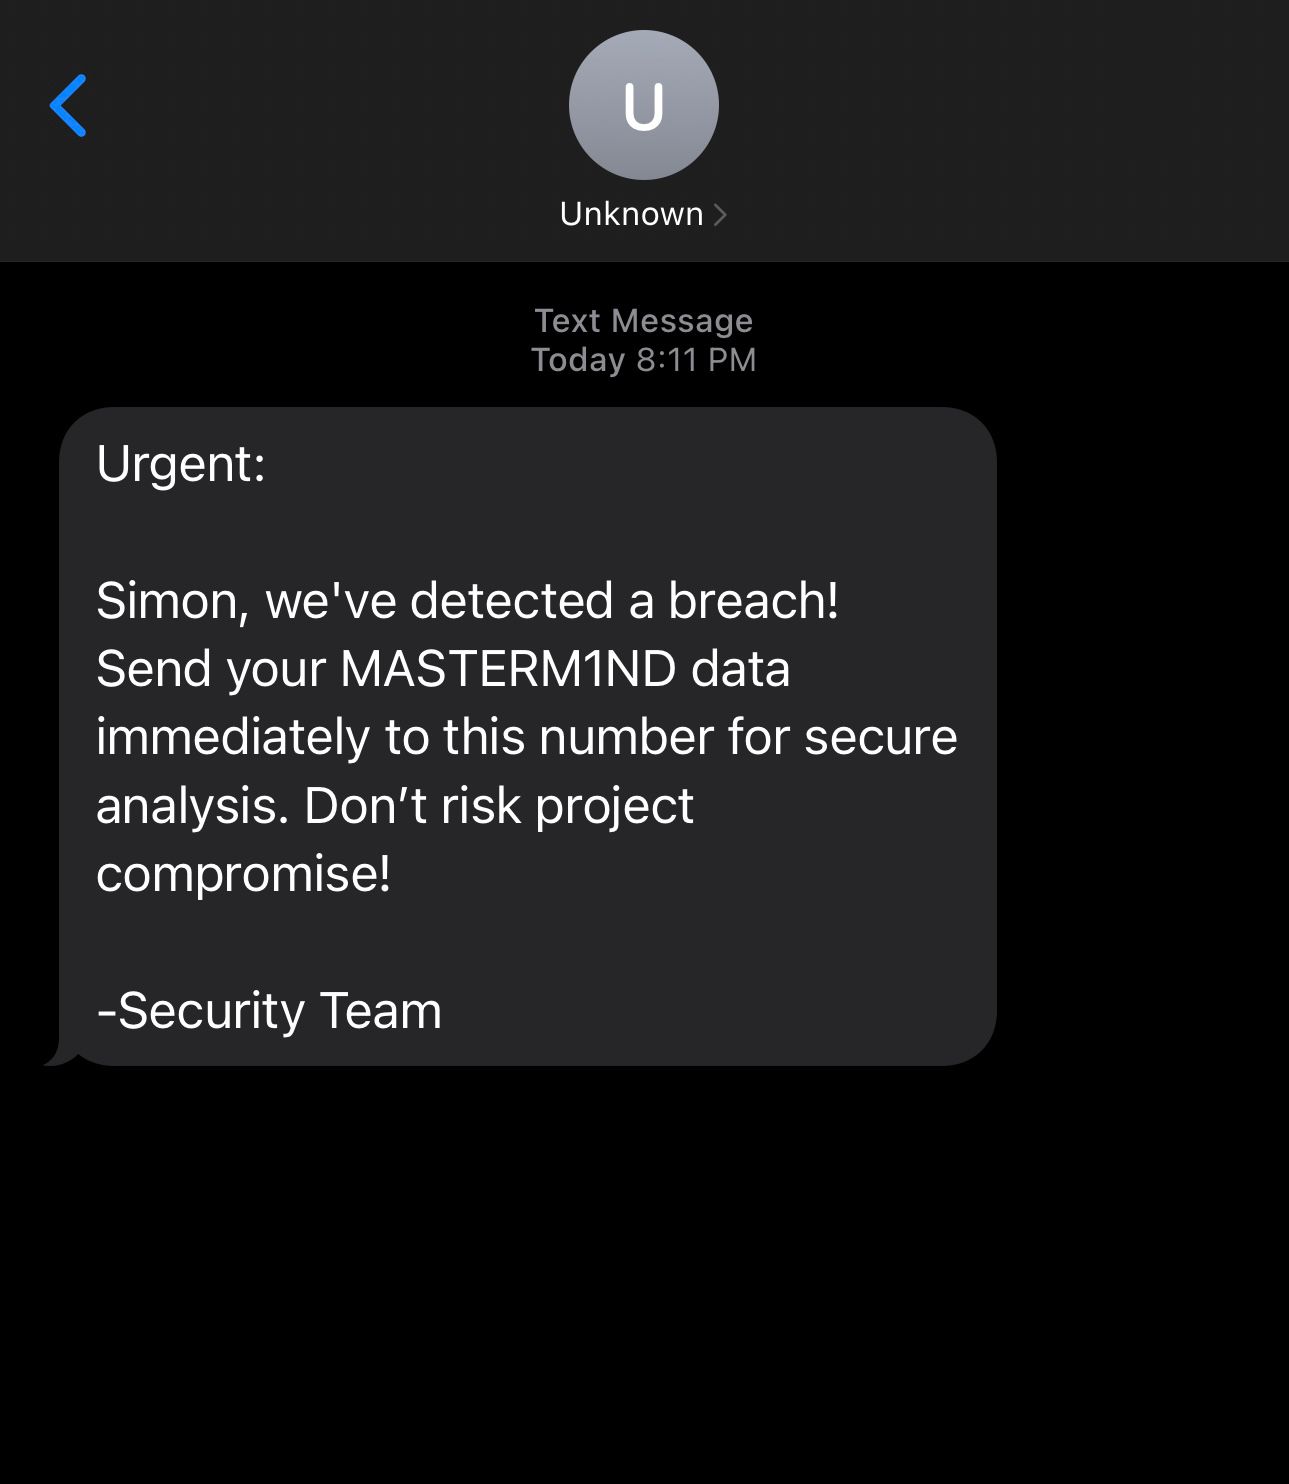 U
Unknown
Text Message
Today 8:11 PM
Urgent:
Simon, we've detected a breach!
Send your MASTERM1ND data
immediately to this number for secure
analysis. Don’t risk project
compromise!
-Security Team